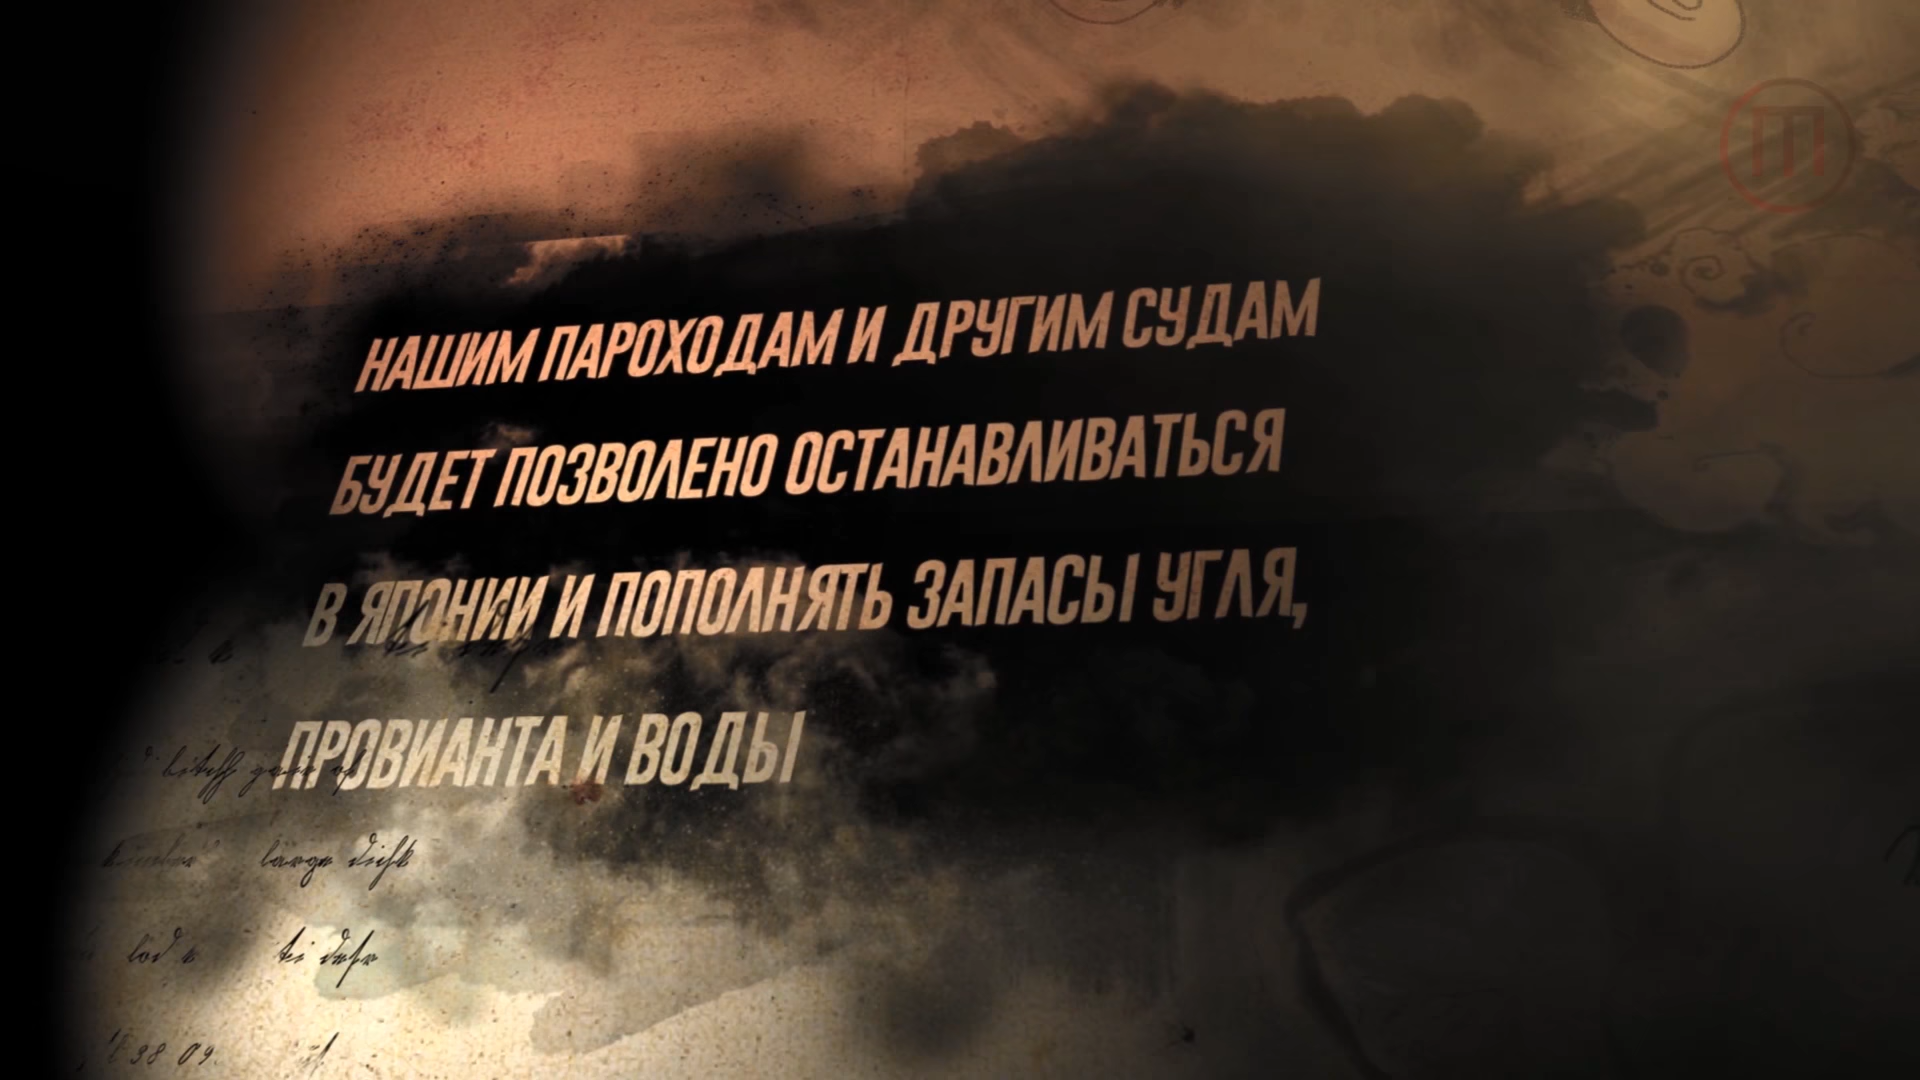 НАШИМ ПАРОХОДАМ И ДРУГИМ СУДАМ
БУДЕТ ПОЗВОЛЕНО ОСТАНАВЛИВАТЬСЯ
В ЯПОНИИ И ПОПОЛНЯТЬ ЗАПАСЫ УГЛЯ,
ПРОВИАНТА И ВОДЫ